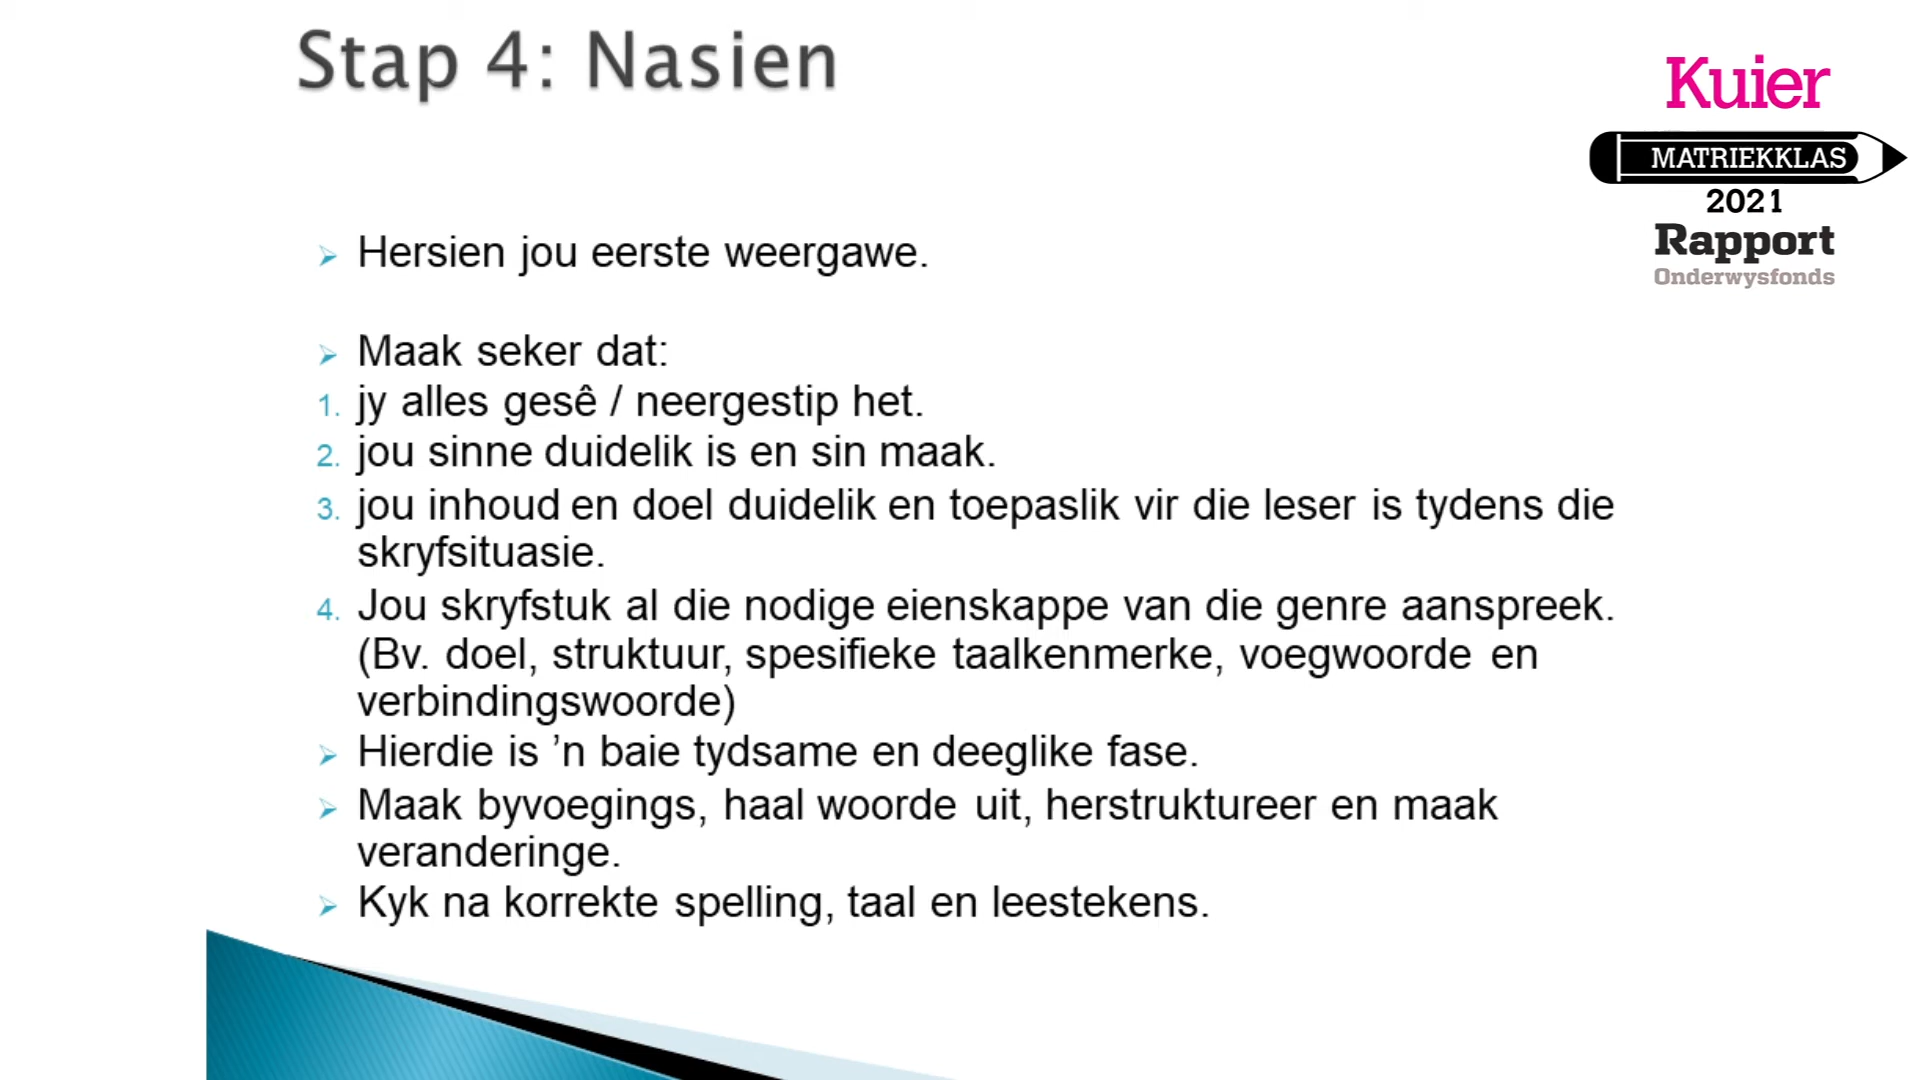 Stap 4: Nasien
Kuier
MATRIEKKLAS
2021
Rapport
Onderwysfonds
➢ Hersien jou eerste weergawe.
➢ Maak seker dat:
1. jy alles gesê / neergestip het.
2. jou sinne duidelik is en sin maak.
3. jou inhoud en doel duidelik en toepaslik vir die leser is tydens die
skryfsituasie.
4. Jou skryfstuk al die nodige eienskappe van die genre aanspreek.
(Bv. doel, struktuur, spesifieke taalkenmerke, voegwoorde en
verbindingswoorde)
➢ Hierdie is ’n baie tydsame en deeglike fase.
➢ Maak byvoegings, haal woorde uit, herstruktureer en maak
veranderinge.
➢ Kyk na korrekte spelling, taal en leestekens.